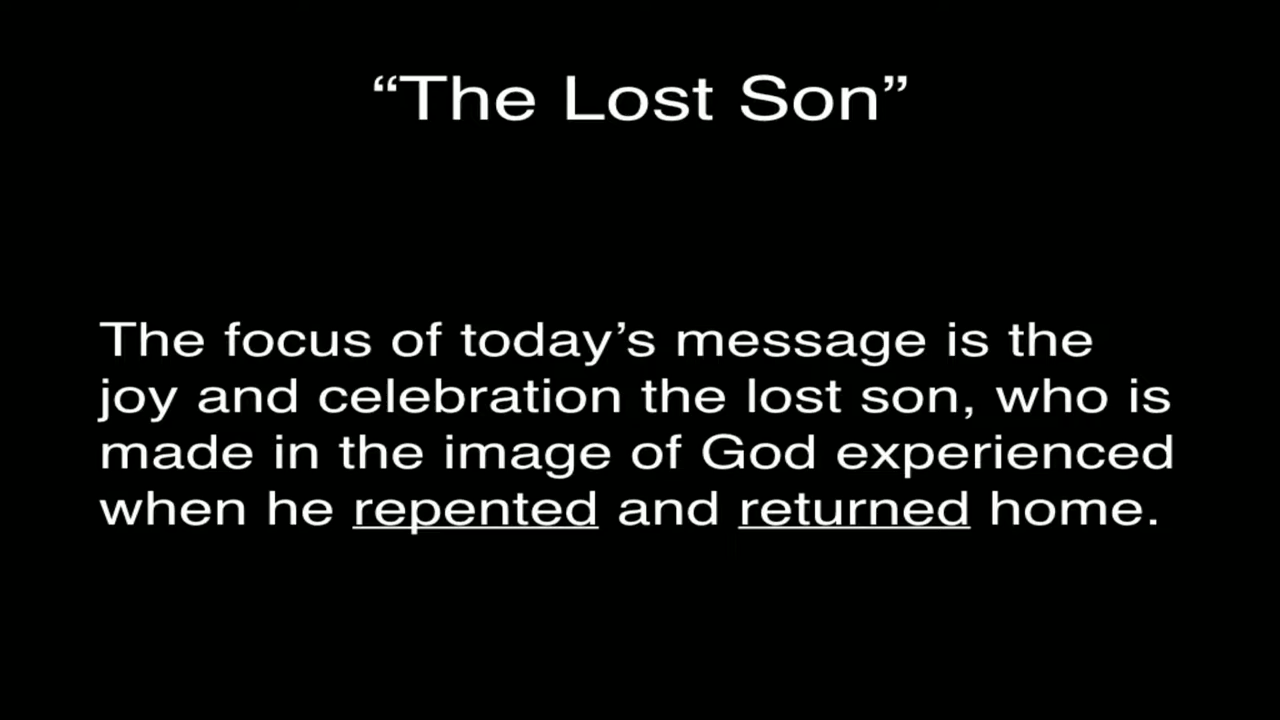 “The Lost Son”
The focus of today’s message is the
joy and celebration the lost son, who is
made in the image of God experienced
when he repented and returned home.